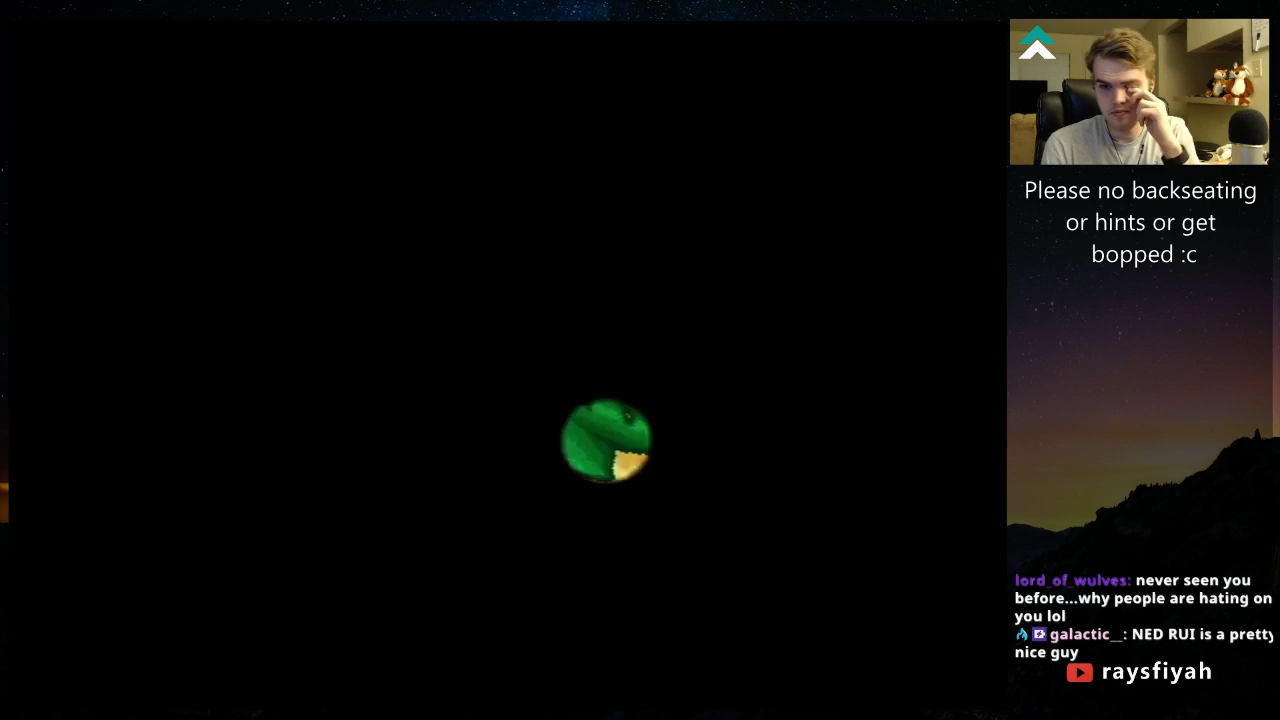 Please no backseating
or hints or get
bopped :c
lord_of_wulves: never seen you
before...why people are hating on
you lol
galactic__: NED RUI is a pretty
nice guy
raysfiyah